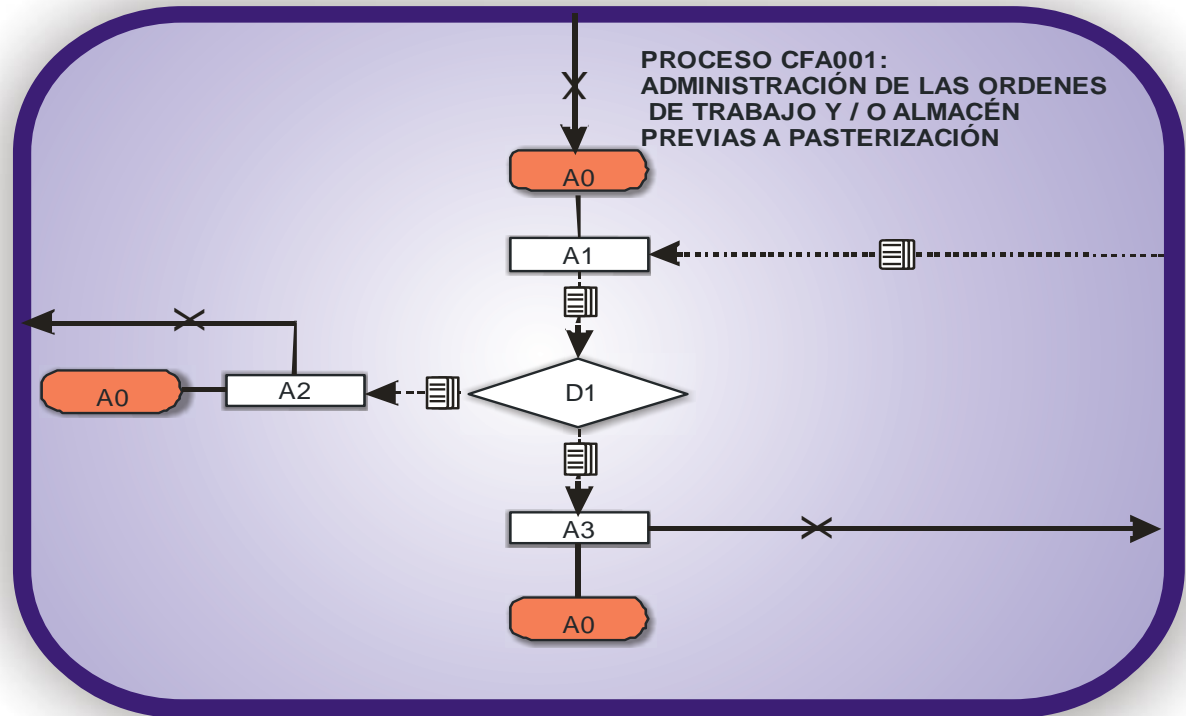 PROCESO CFA001:
ADMINISTRACIÓN DE LAS ORDENES
DE TRABAJO Y / O ALMACÉN
PREVIAS A PASTERIZACIÓN
A0
A1
D1
A2
A0
A3
A0